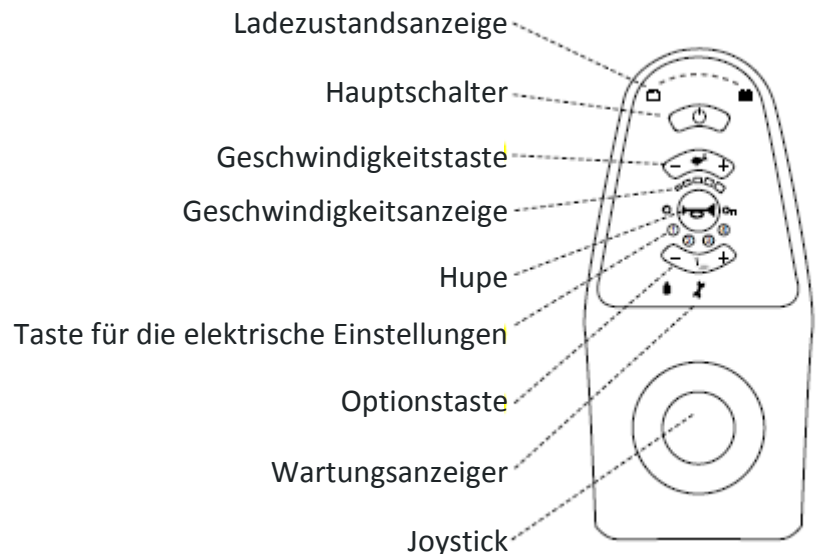 Ladezustandsanzeige
Hauptschalter
Geschwindigkeitstaste
Geschwindigkeitsanzeige
Hupe
Taste für die elektrische Einstellungen
Optionstaste
Wartungsanzeiger
Joystick